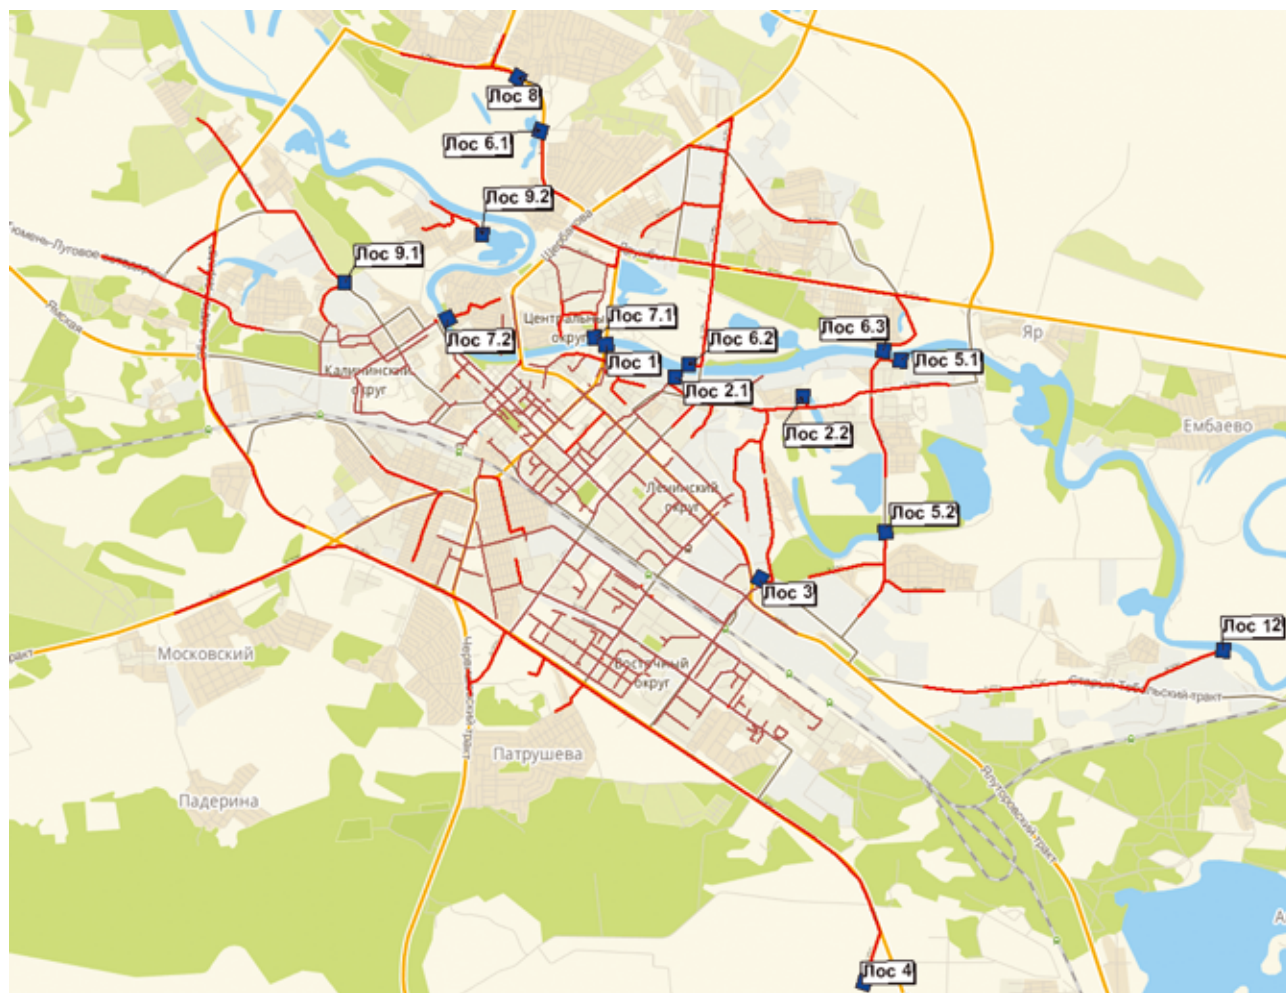 Лос 8
Лос 6.1
Лос 9.2
Щербакова
Тюмень-Луговое
Лос 9.1
Ямская
Центральный
округ
Лос 7.1
Лос 7.2
Лос 1
Лос 6.2
Лос 6.3
Яр
Лос 5.1
Калининский
округ
Лос 2.1
Лос 2.2
Ембаево
Ленинский
округ
Лос 5.2
Лос 3
Лос 12
тракт
Московский
Червишевский тракт
Восточный
округ
Старый Тобольский тракт
Патрушева
Падерина
Ялуторовский тракт
Лос 4